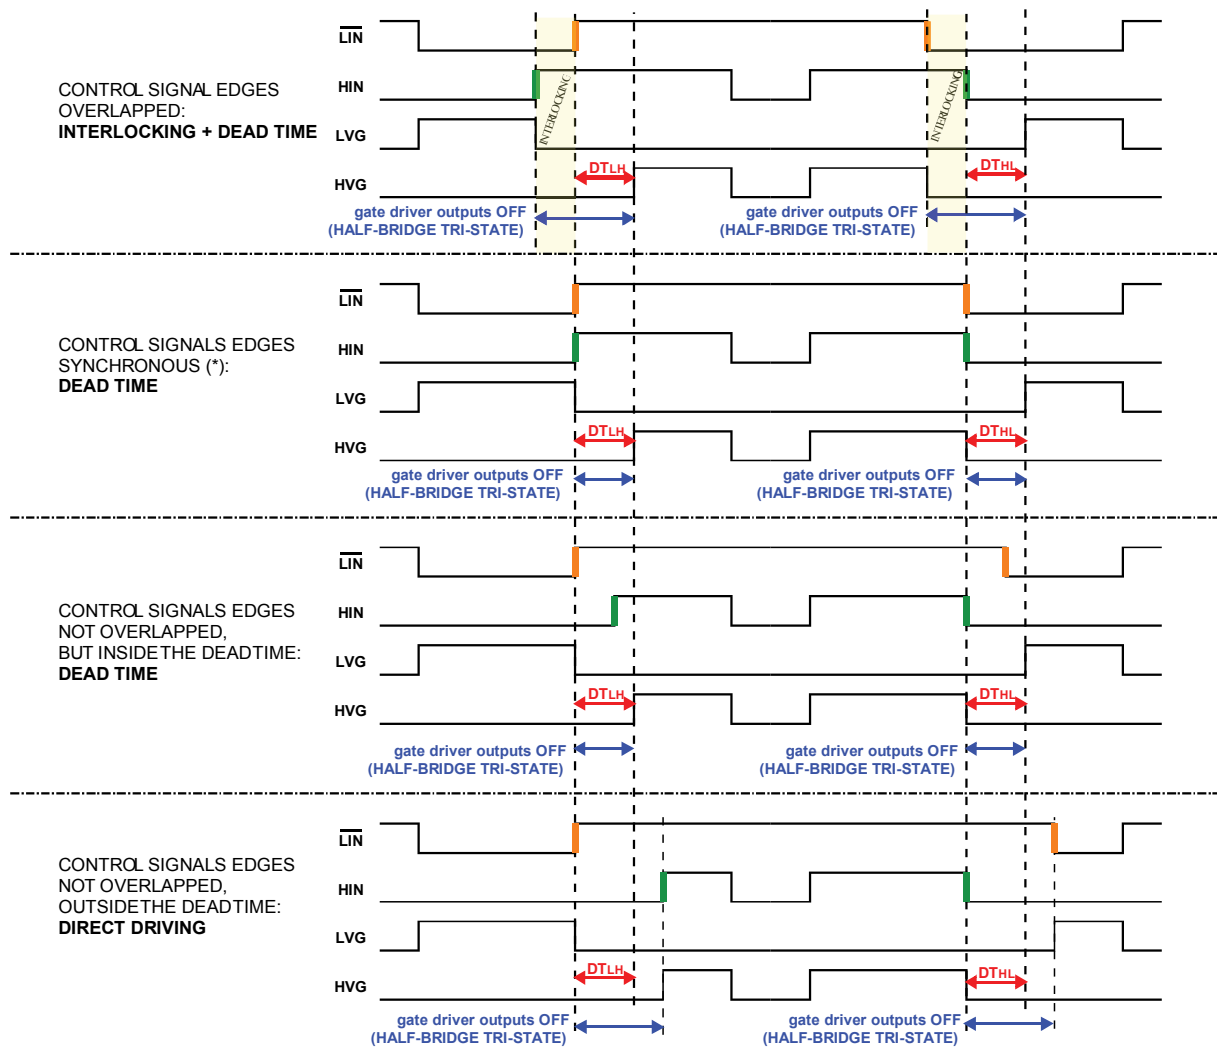 LIN
CONTROL SIGNAL EDGES
OVERLAPPED:
INTERLOCKING + DEAD TIME
HIN
LVG
HVG
INTERLOCKING
INTERLOCKING
DTLH
DTHL
gate driver outputs OFF
(HALF-BRIDGE TRI-STATE)
gate driver outputs OFF
(HALF-BRIDGE TRI-STATE)
LIN
CONTROL SIGNALS EDGES
SYNCHRONOUS (*):
DEAD TIME
HIN
LVG
HVG
DTLH
DTHL
gate driver outputs OFF
(HALF-BRIDGE TRI-STATE)
gate driver outputs OFF
(HALF-BRIDGE TRI-STATE)
LIN
CONTROL SIGNALS EDGES
NOT OVERLAPPED,
BUT INSIDE THE DEAD TIME:
DEAD TIME
HIN
LVG
HVG
DTLH
DTHL
gate driver outputs OFF
(HALF-BRIDGE TRI-STATE)
gate driver outputs OFF
(HALF-BRIDGE TRI-STATE)
LIN
CONTROL SIGNALS EDGES
NOT OVERLAPPED,
OUTSIDE THE DEAD TIME:
DIRECT DRIVING
HIN
LVG
HVG
DTLH
DTHL
gate driver outputs OFF
(HALF-BRIDGE TRI-STATE)
gate driver outputs OFF
(HALF-BRIDGE TRI-STATE)